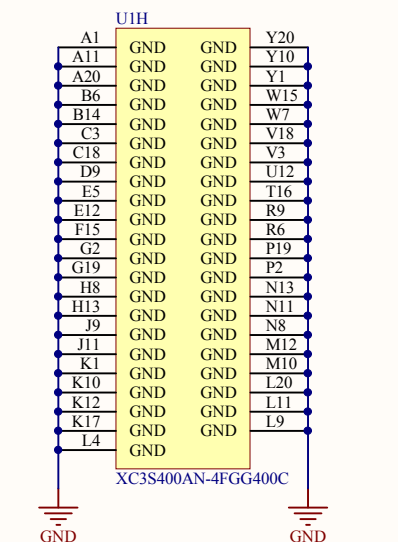 U1H
A1 GND GND Y20
A11 GND GND Y10
A20 GND GND Y1
B6 GND GND W15
B14 GND GND W7
C3 GND GND V18
C18 GND GND V3
D9 GND GND U12
E5 GND GND T16
E12 GND GND R9
F15 GND GND R6
G2 GND GND P19
G19 GND GND P2
H8 GND GND N13
H13 GND GND N11
J9 GND GND N8
J11 GND GND M12
K1 GND GND M10
K10 GND GND L20
K12 GND GND L11
K17 GND GND L9
L4 GND
XC3S400AN-4FGG400C
GND GND